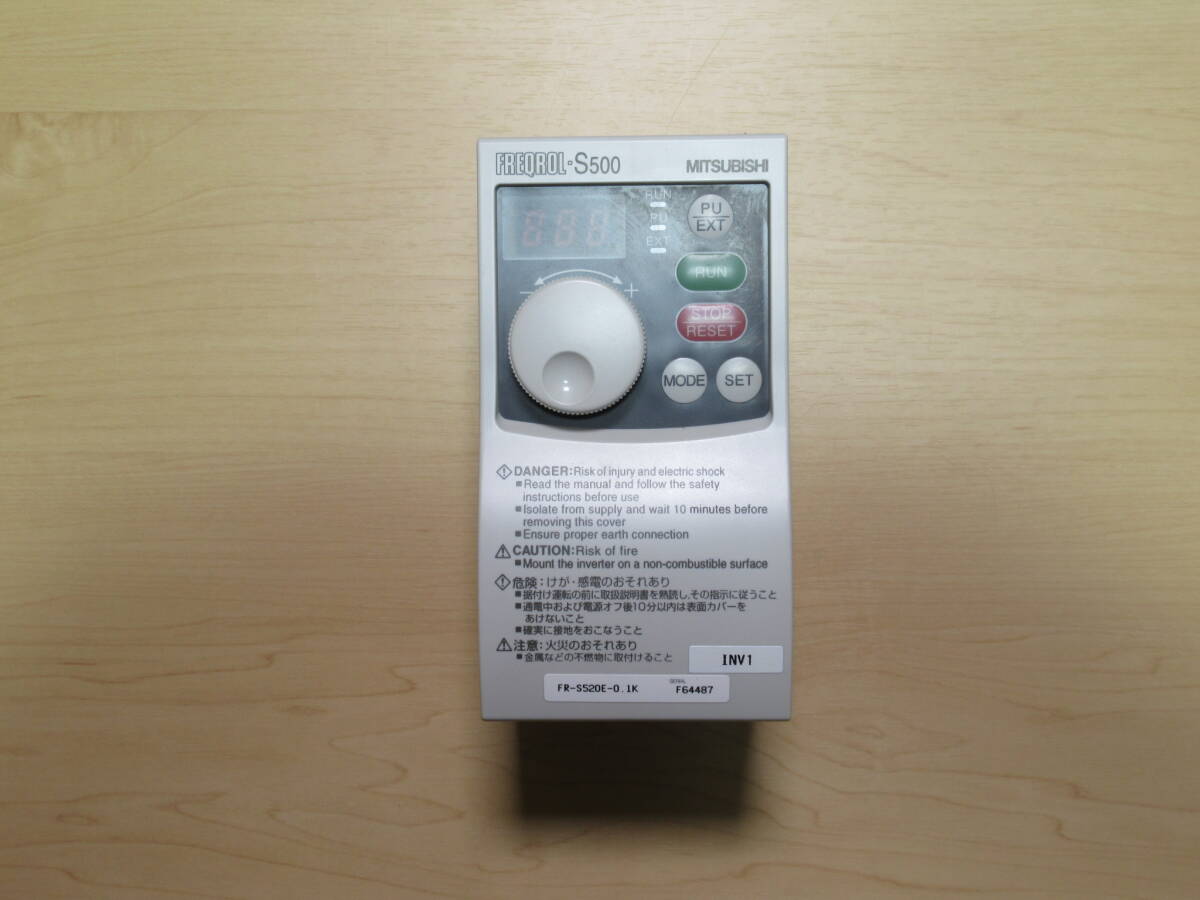 FREQROL-S500 MITSUBISHI
RUN
PU
EXT
PU
EXT
- +
RUN
STOP
RESET
MODE SET
DANGER:Risk of injury and electric shock
■Read the manual and follow the safety
instructions before use
■Isolate from supply and wait 10 minutes before
removing this cover
■Ensure proper earth connection
CAUTION:Risk of fire
■Mount the inverter on a non-combustible surface
危険：けが・感電のおそれあり
■据付け運転の前に取扱説明書を熟読し、その指示に従うこと
■通電中および電源オフ後10分以内は表面カバーを
あけないこと
■確実に接地をおこなうこと
注意：火災のおそれあり
■金属などの不燃物に取付けること
INV1
SERIAL
FR-S520E-0.1K F64487